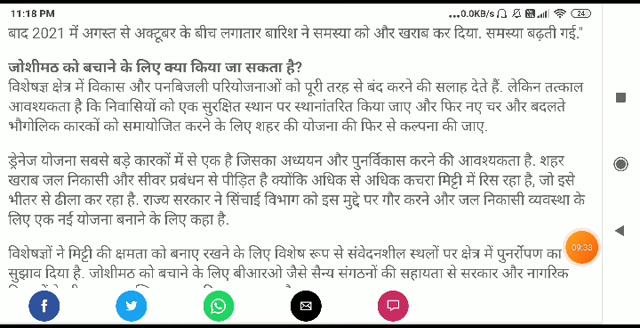 11:18 PM
...0.0KB/s
24
बाद 2021 में अगस्त से अक्टूबर के बीच लगातार बारिश ने समस्या को और खराब कर दिया. समस्या बढ़ती गई."
जोशीमठ को बचाने के लिए क्या किया जा सकता है?
विशेषज्ञ क्षेत्र में विकास और पनबिजली परियोजनाओं को पूरी तरह से बंद करने की सलाह देते हैं. लेकिन तत्काल
आवश्यकता है कि निवासियों को एक सुरक्षित स्थान पर स्थानांतरित किया जाए और फिर नए चर और बदलते
भौगोलिक कारकों को समायोजित करने के लिए शहर की योजना की फिर से कल्पना की जाए.
ड्रेनेज योजना सबसे बड़े कारकों में से एक है जिसका अध्ययन और पुनर्विकास करने की आवश्यकता है. शहर
खराब जल निकासी और सीवर प्रबंधन से पीड़ित है क्योंकि अधिक से अधिक कचरा मिट्टी में रिस रहा है, जो इसे
भीतर से ढीला कर रहा है. राज्य सरकार ने सिंचाई विभाग को इस मुद्दे पर गौर करने और जल निकासी व्यवस्था के
लिए एक नई योजना बनाने के लिए कहा है.
विशेषज्ञों ने मिट्टी की क्षमता को बनाए रखने के लिए विशेष रूप से संवेदनशील स्थलों पर क्षेत्र में पुनर्रोपण का
09:33
सुझाव दिया है. जोशीमठ को बचाने के लिए बीआरओ जैसे सैन्य संगठनों की सहायता से सरकार और नागरिक